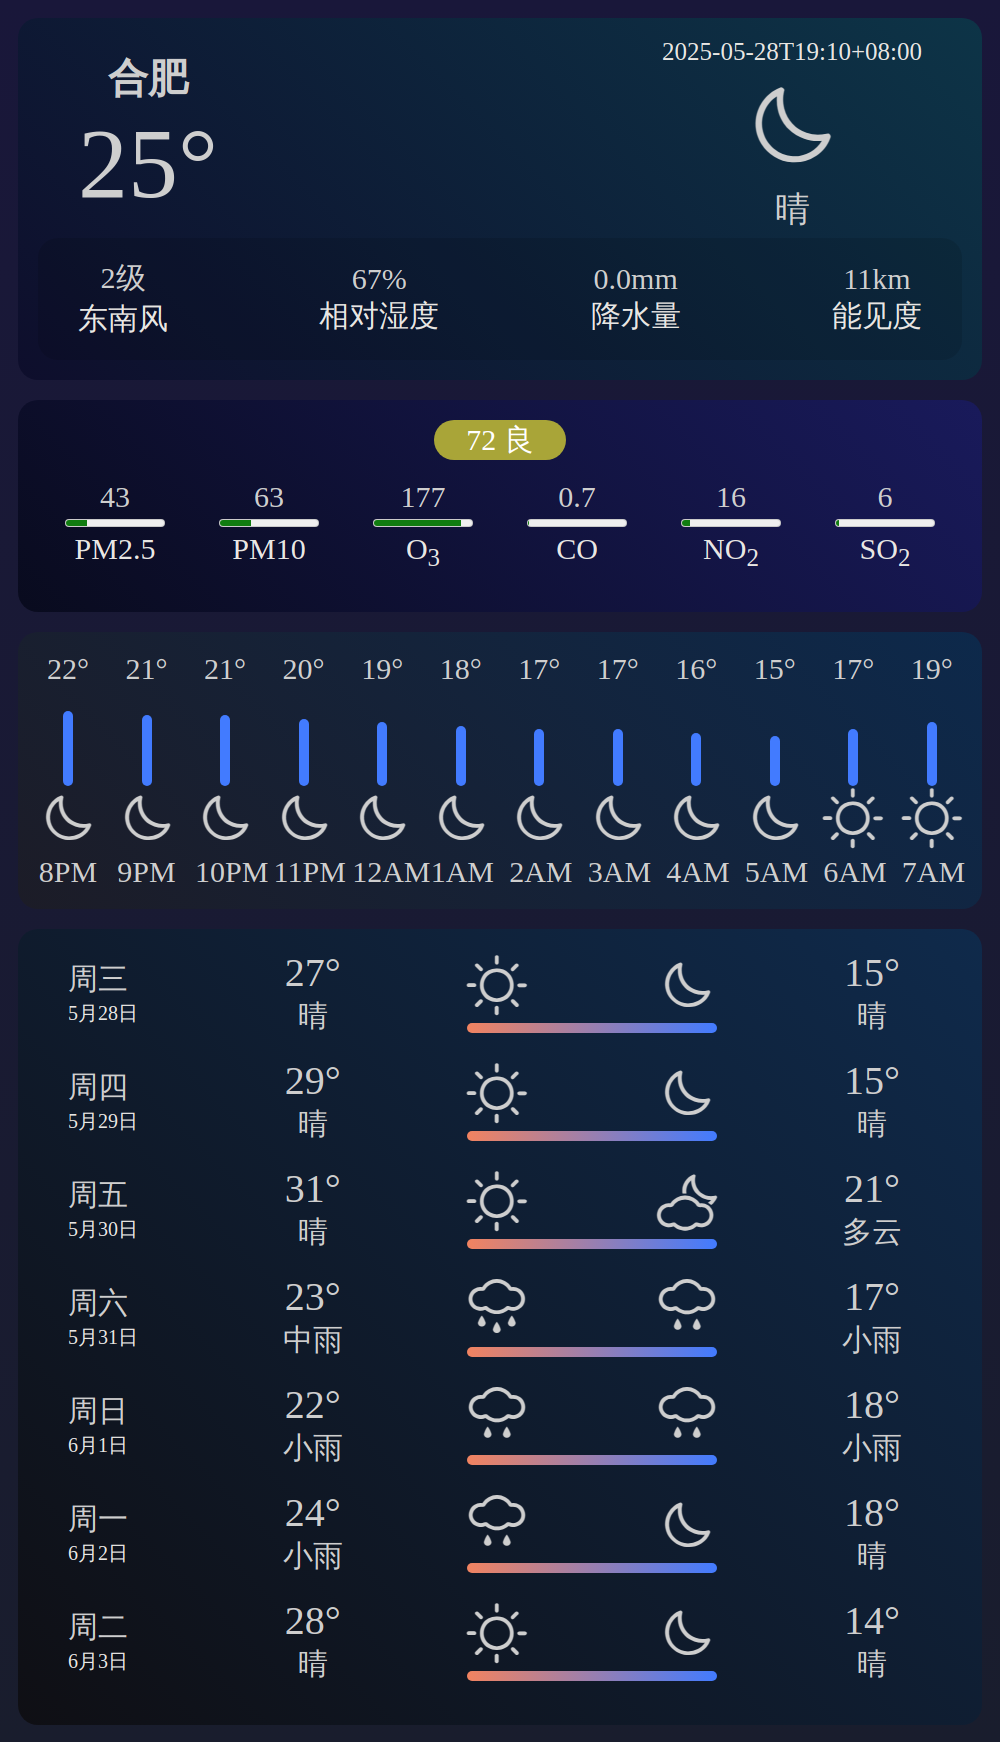 合肥
25°
2025-05-28T19:10+08:00
晴
2级 67% 0.0mm 11km
东南风 相对湿度 降水量 能见度
72 良
43 63 177 0.7 16 6
PM2.5 PM10 O3 CO NO2 SO2
22° 21° 21° 20° 19° 18° 17° 17° 16° 15° 17° 19°
8PM 9PM 10PM 11PM 12AM 1AM 2AM 3AM 4AM 5AM 6AM 7AM
周三 27° 15°
5月28日 晴 晴
周四 29° 15°
5月29日 晴 晴
周五 31° 21°
5月30日 晴 多云
周六 23° 17°
5月31日 中雨 小雨
周日 22° 18°
6月1日 小雨 小雨
周一 24° 18°
6月2日 小雨 晴
周二 28° 14°
6月3日 晴 晴